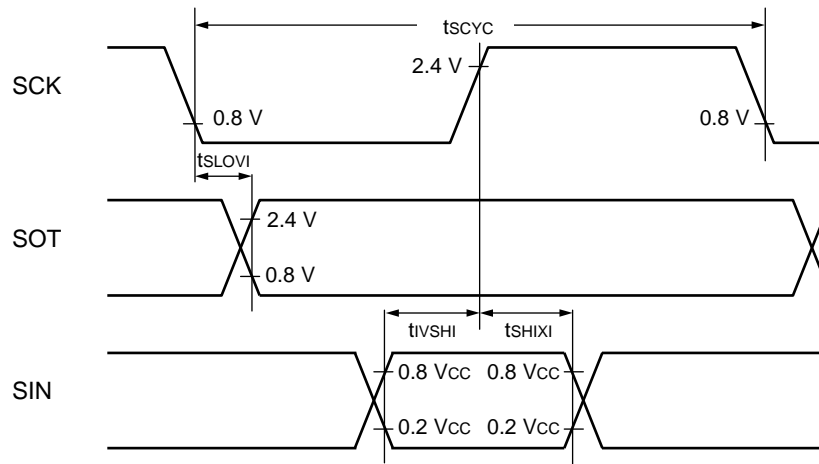 tSCYC
SCK
2.4 V
0.8 V
0.8 V
tSLOVI
SOT
2.4 V
0.8 V
tIVSHI tSHIXI
SIN
0.8 VCC 0.8 VCC
0.2 VCC 0.2 VCC